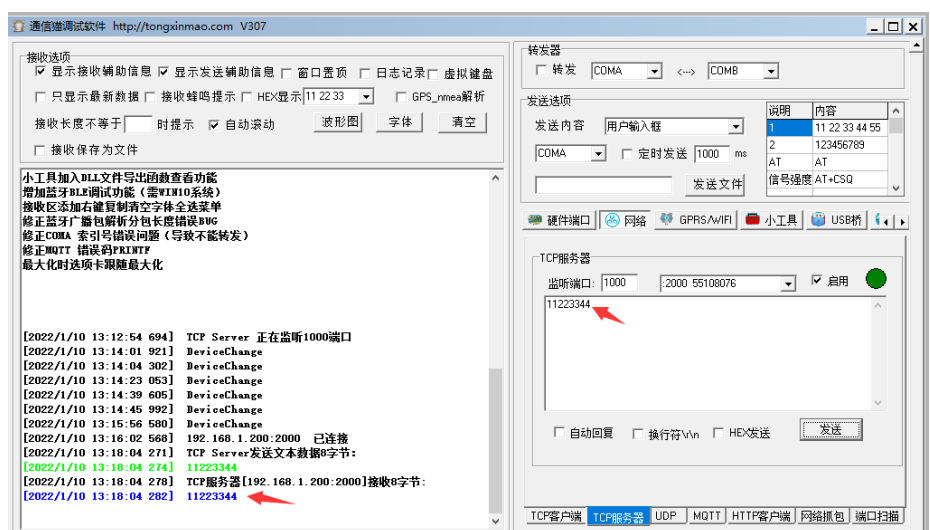 通信猫调试软件 http://tongxinmao.com V307
接收选项
显示接收辅助信息 显示发送辅助信息 窗口置顶 日志记录 虚拟键盘
只显示最新数据 接收蜂鸣提示 HEX显示 11 22 33 GPS_nmea解析
接收长度不等于 时提示 自动滚动 波形图 字体 清空
接收保存为文件
小工具加入DLL文件导出函数查看功能
增加蓝牙BLE调试功能（需WIN10系统）
接收区添加右键复制清空字体全选菜单
修正蓝牙广播包解析分包长度错误BUG
修正COMA 索引号错误问题（导致不能转发）
修正MQTT 错误码PRINTF
最大化时选项卡跟随最大化
[2022/1/10 13:12:54 694] TCP Server 正在监听1000端口
[2022/1/10 13:14:01 921] DeviceChange
[2022/1/10 13:14:04 302] DeviceChange
[2022/1/10 13:14:23 053] DeviceChange
[2022/1/10 13:14:39 605] DeviceChange
[2022/1/10 13:14:45 992] DeviceChange
[2022/1/10 13:15:56 580] DeviceChange
[2022/1/10 13:16:02 568] 192.168.1.200:2000 已连接
[2022/1/10 13:18:04 271] TCP Server发送文本数据8字节:
[2022/1/10 13:18:04 274] 11223344
[2022/1/10 13:18:04 278] TCP服务器[192.168.1.200:2000]接收8字节:
[2022/1/10 13:18:04 282] 11223344
转发器
转发 COMA <--> COMB
发送选项
发送内容 用户输入框
COMA 定时发送 1000 ms
发送文件
说明 内容
1 11 22 33 44 55
2 123456789
AT AT
信号强度 AT+CSQ
硬件端口 网络 GPRS/WIFI 小工具 USB桥
TCP服务器
监听端口: 1000 :2000 55108076 启用
11223344
自动回复 换行符\r\n HEX发送 发送
TCP客户端 TCP服务器 UDP MQTT HTTP客户端 网络抓包 端口扫描